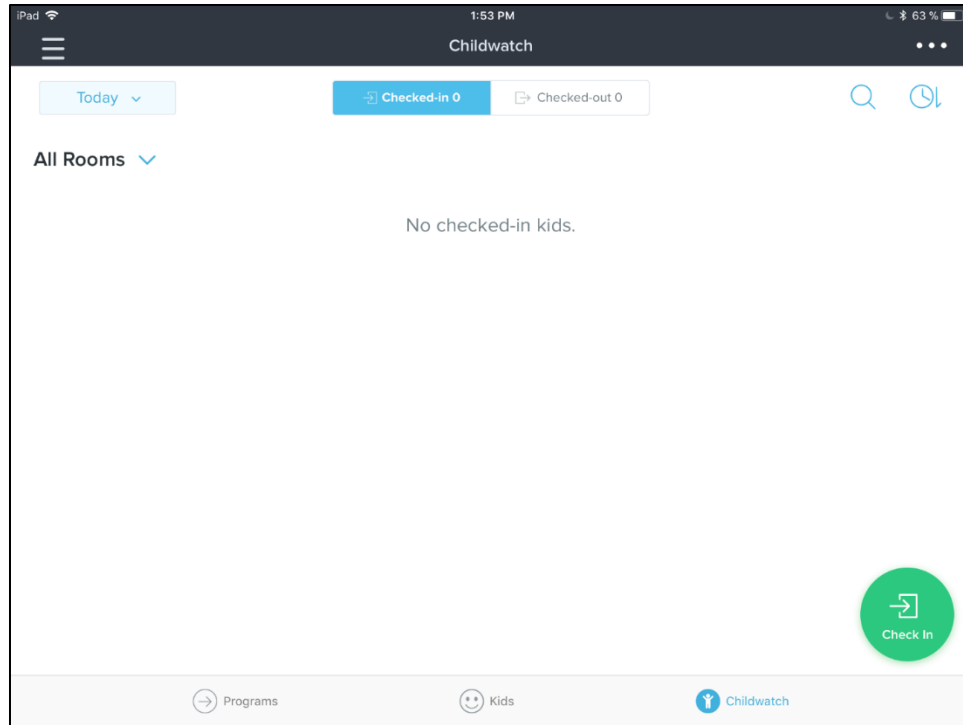 iPad 1:53 PM 63 %
Childwatch
Today Checked-in 0 Checked-out 0
All Rooms
No checked-in kids.
Check In
Programs Kids Childwatch